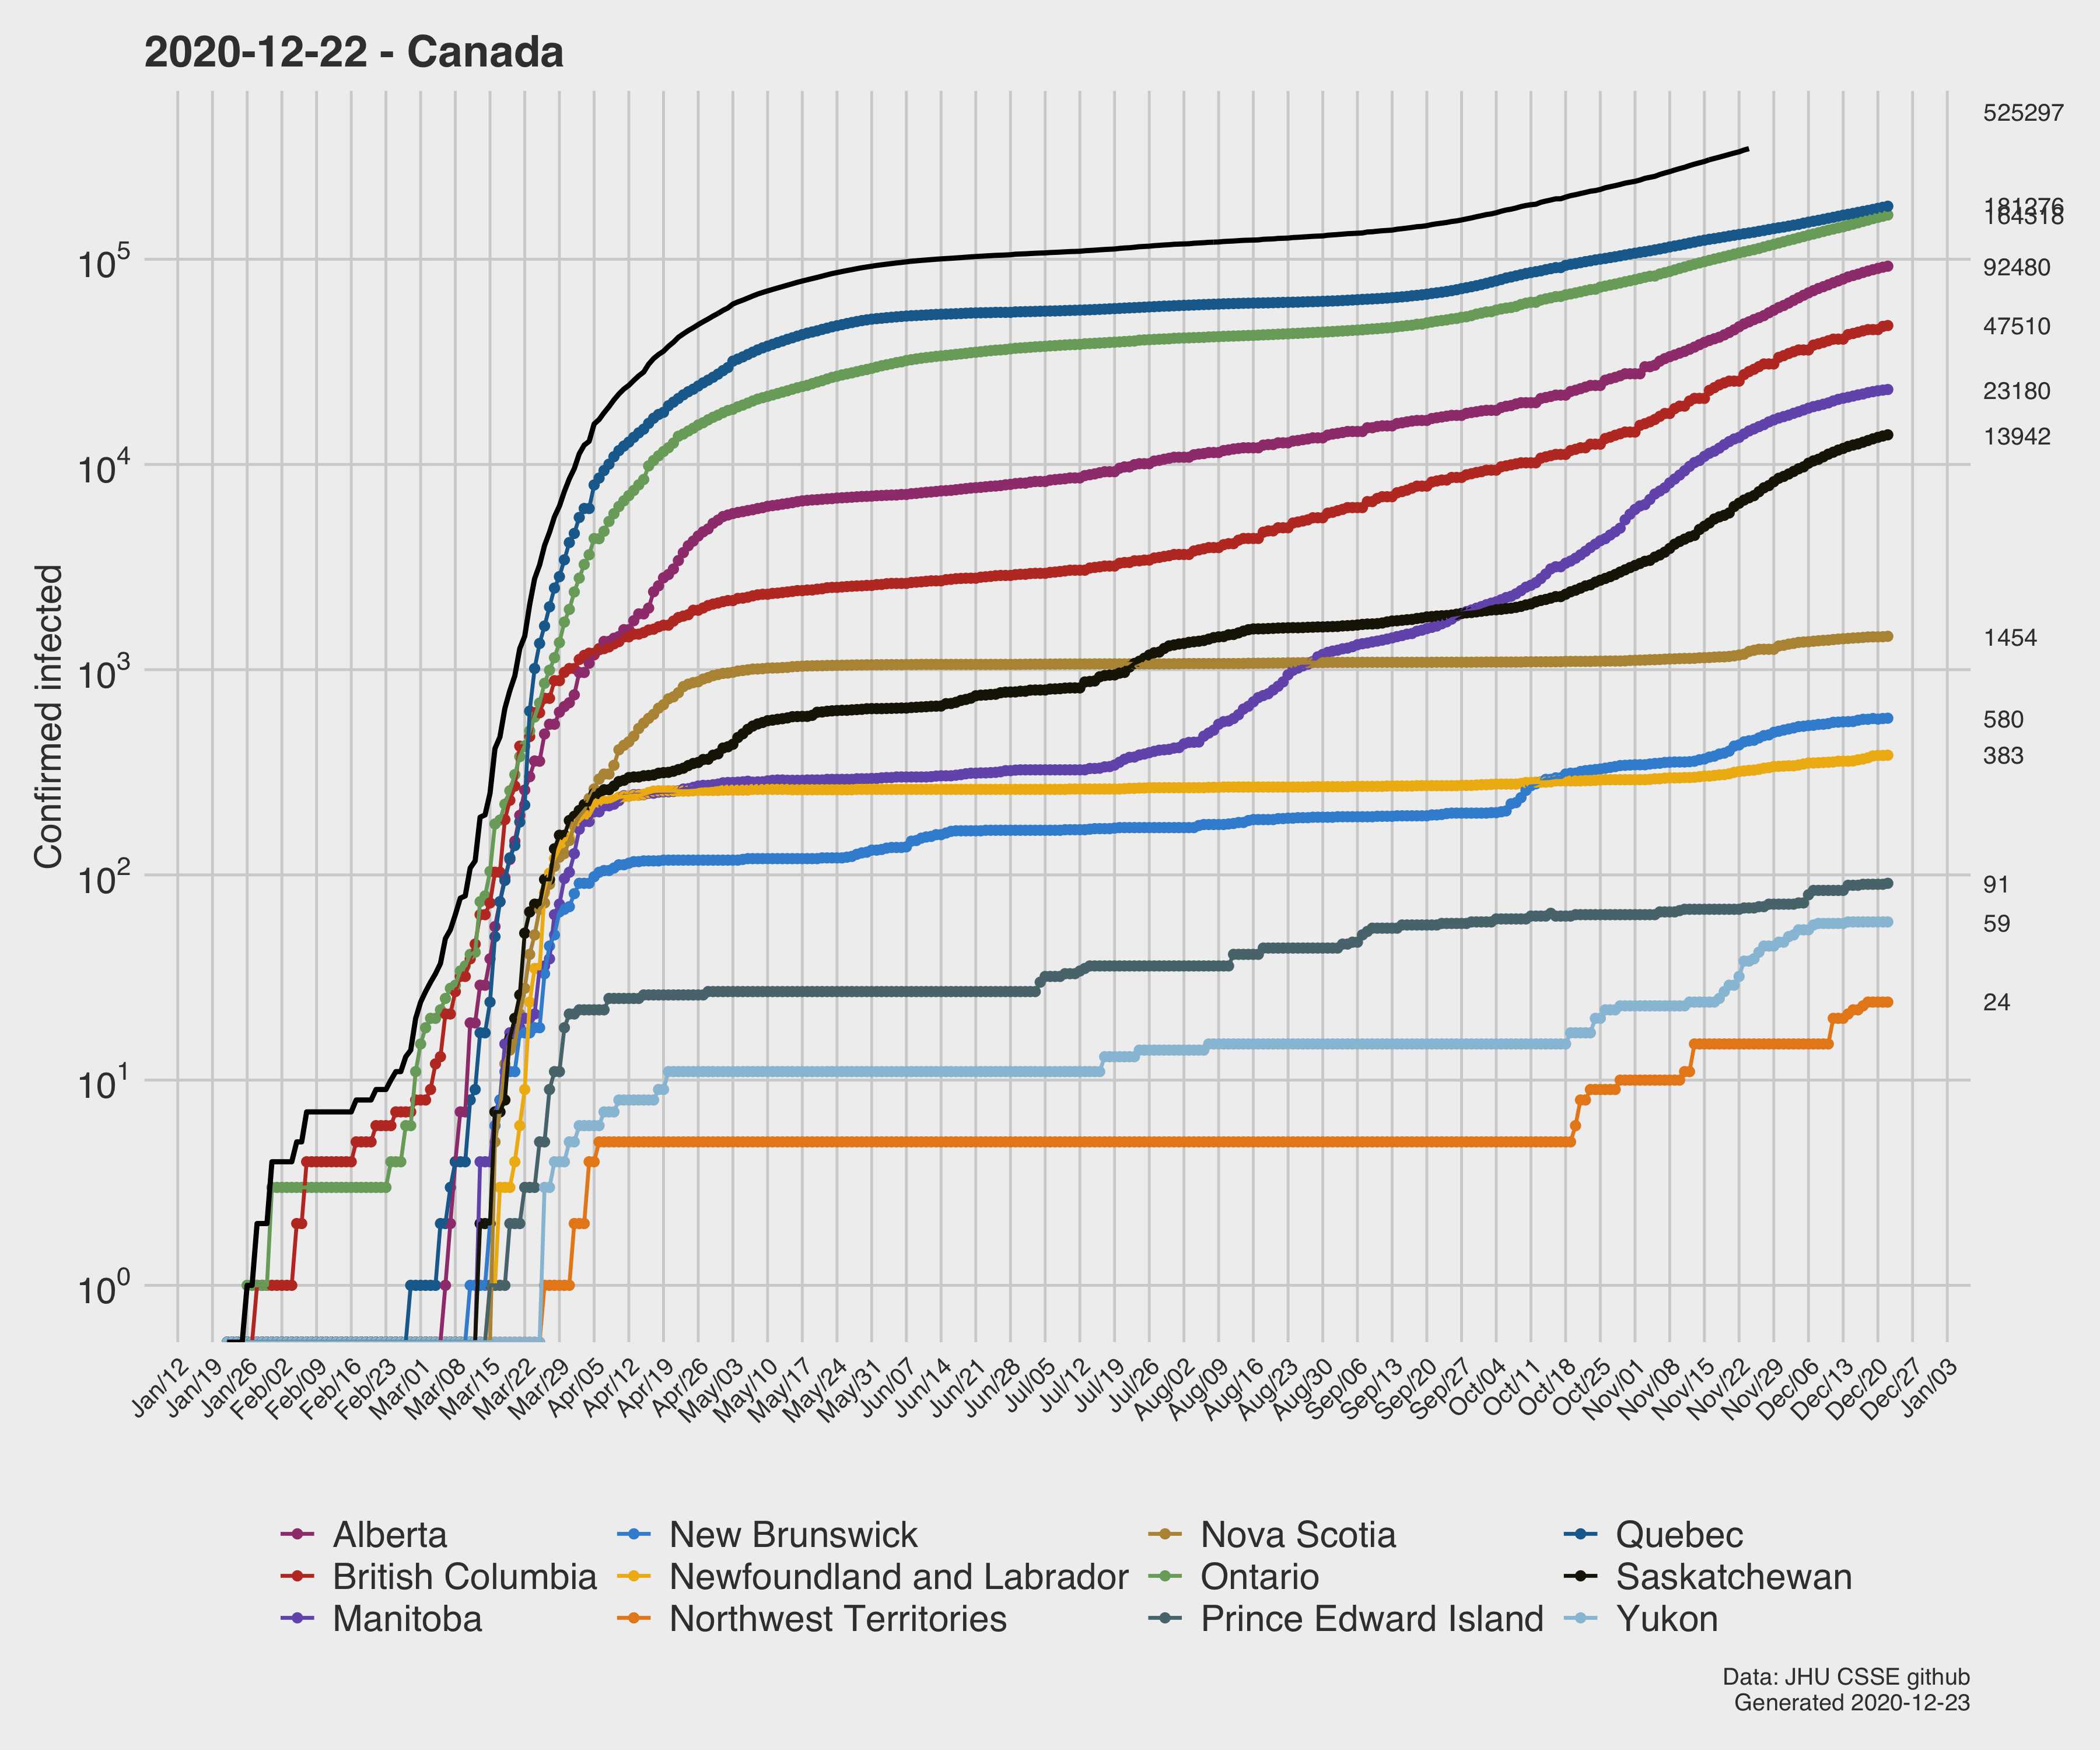 2020-12-22 - Canada
525297
181276
164318
92480
47510
23180
13942
1454
580
383
91
59
24
Confirmed infected
10^5
10^4
10^3
10^2
10^1
10^0
Jan/12
Jan/19
Jan/26
Feb/02
Feb/09
Feb/16
Feb/23
Mar/01
Mar/08
Mar/15
Mar/22
Mar/29
Apr/05
Apr/12
Apr/19
Apr/26
May/03
May/10
May/17
May/24
May/31
Jun/07
Jun/14
Jun/21
Jun/28
Jul/05
Jul/12
Jul/19
Jul/26
Aug/02
Aug/09
Aug/16
Aug/23
Aug/30
Sep/06
Sep/13
Sep/20
Sep/27
Oct/04
Oct/11
Oct/18
Oct/25
Nov/01
Nov/08
Nov/15
Nov/22
Nov/29
Dec/06
Dec/13
Dec/20
Dec/27
Jan/03
Alberta
New Brunswick
Nova Scotia
Quebec
British Columbia
Newfoundland and Labrador
Ontario
Saskatchewan
Manitoba
Northwest Territories
Prince Edward Island
Yukon
Data: JHU CSSE github
Generated 2020-12-23